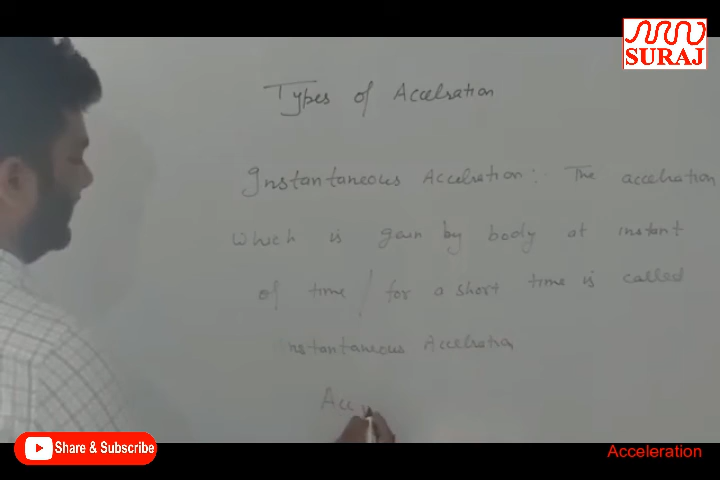 SURAJ
Types of Accelration
Instantaneous Accelration:- The accelration
which is gain by body at instant
of time / for a short time is called
instantaneous Accelration
Acc
Share & Subscribe
Acceleration